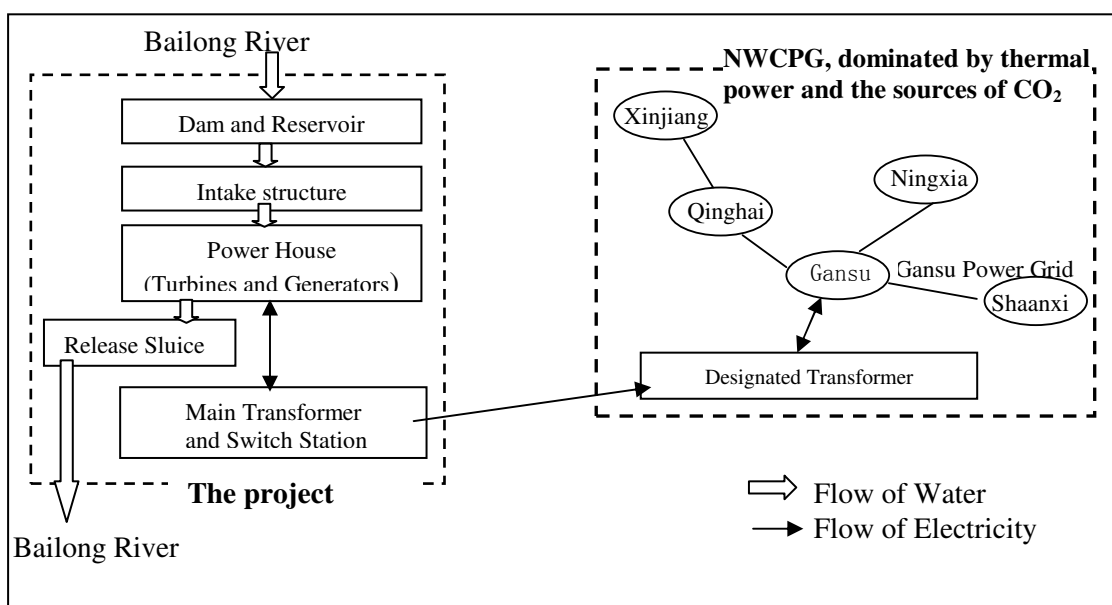 Bailong River
Dam and Reservoir
Intake structure
Power House
(Turbines and Generators)
Release Sluice
Main Transformer
and Switch Station
The project
Bailong River
NWCPG, dominated by thermal
power and the sources of CO₂
Xinjiang
Ningxia
Qinghai
Gansu
Gansu Power Grid
Shaanxi
Designated Transformer
Flow of Water
Flow of Electricity